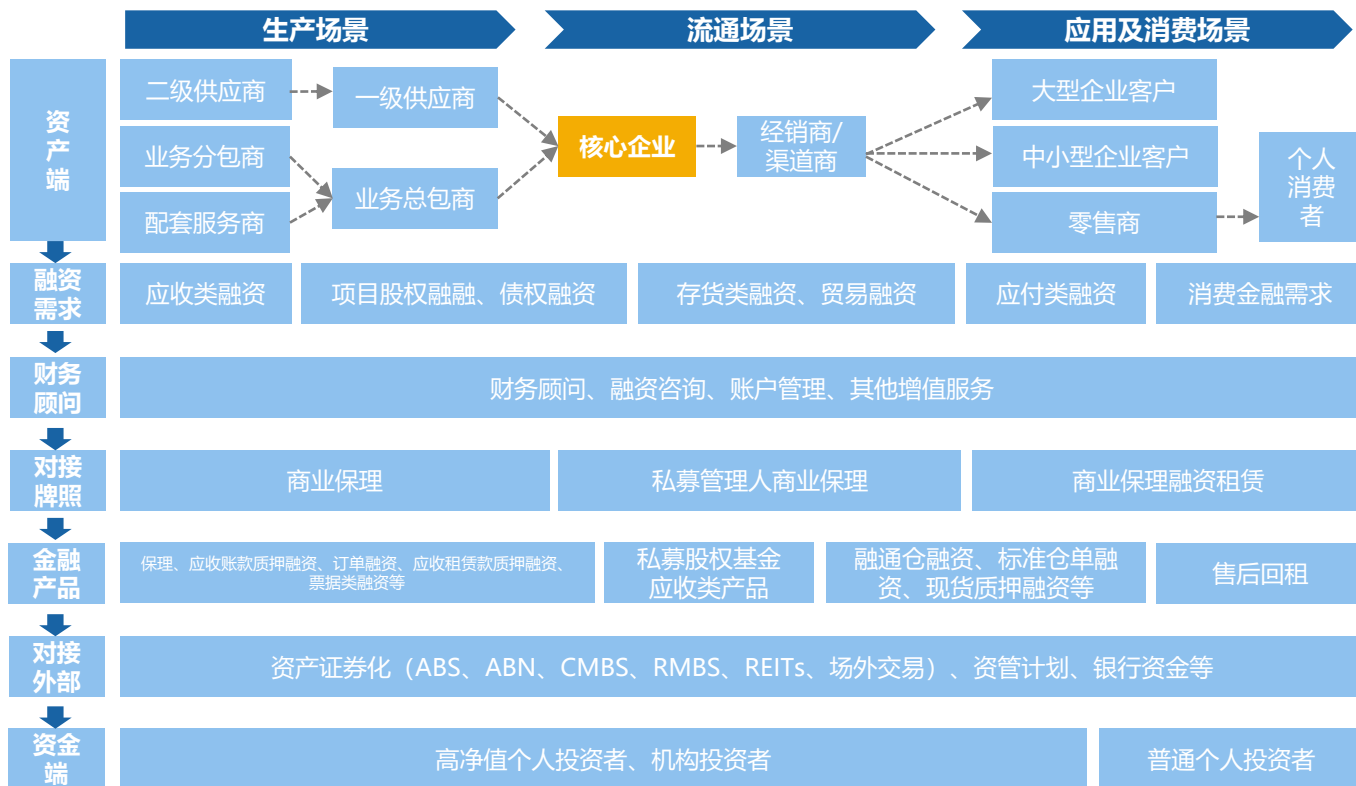 生产场景
流通场景
应用及消费场景
资
产
端
二级供应商
业务分包商
配套服务商
一级供应商
业务总包商
核心企业
经销商/
渠道商
大型企业客户
中小型企业客户
零售商
个人
消费
者
融资
需求
应收类融资
项目股权融融、债权融资
存货类融资、贸易融资
应付类融资
消费金融需求
财务
顾问
财务顾问、融资咨询、账户管理、其他增值服务
对接
牌照
商业保理
私募管理人商业保理
商业保理融资租赁
金融
产品
保理、应收账款质押融资、订单融资、应收租赁款质押融资、
票据类融资等
私募股权基金
应收类产品
融通仓融资、标准仓单融
资、现货质押融资等
售后回租
对接
外部
资产证券化（ABS、ABN、CMBS、RMBS、REITs、场外交易）、资管计划、银行资金等
资金
端
高净值个人投资者、机构投资者
普通个人投资者